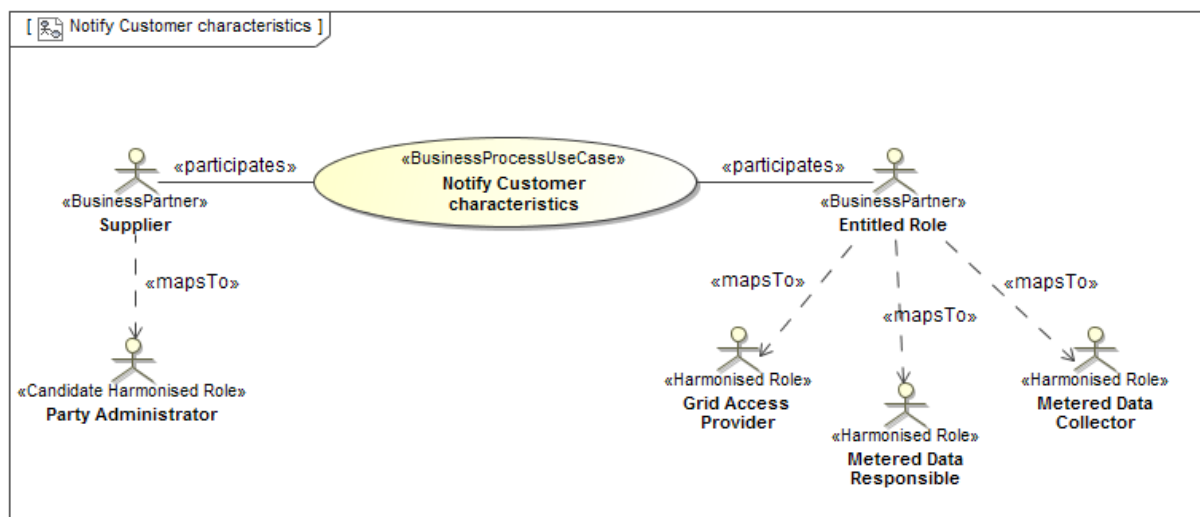 [ Notify Customer characteristics ]
«participates»
«BusinessProcessUseCase»
Notify Customer
characteristics
«participates»
«BusinessPartner»
Supplier
«BusinessPartner»
Entitled Role
«mapsTo»
«mapsTo»
«mapsTo»
«mapsTo»
«Candidate Harmonised Role»
Party Administrator
«Harmonised Role»
Grid Access
Provider
«Harmonised Role»
Metered Data
Responsible
«Harmonised Role»
Metered Data
Collector